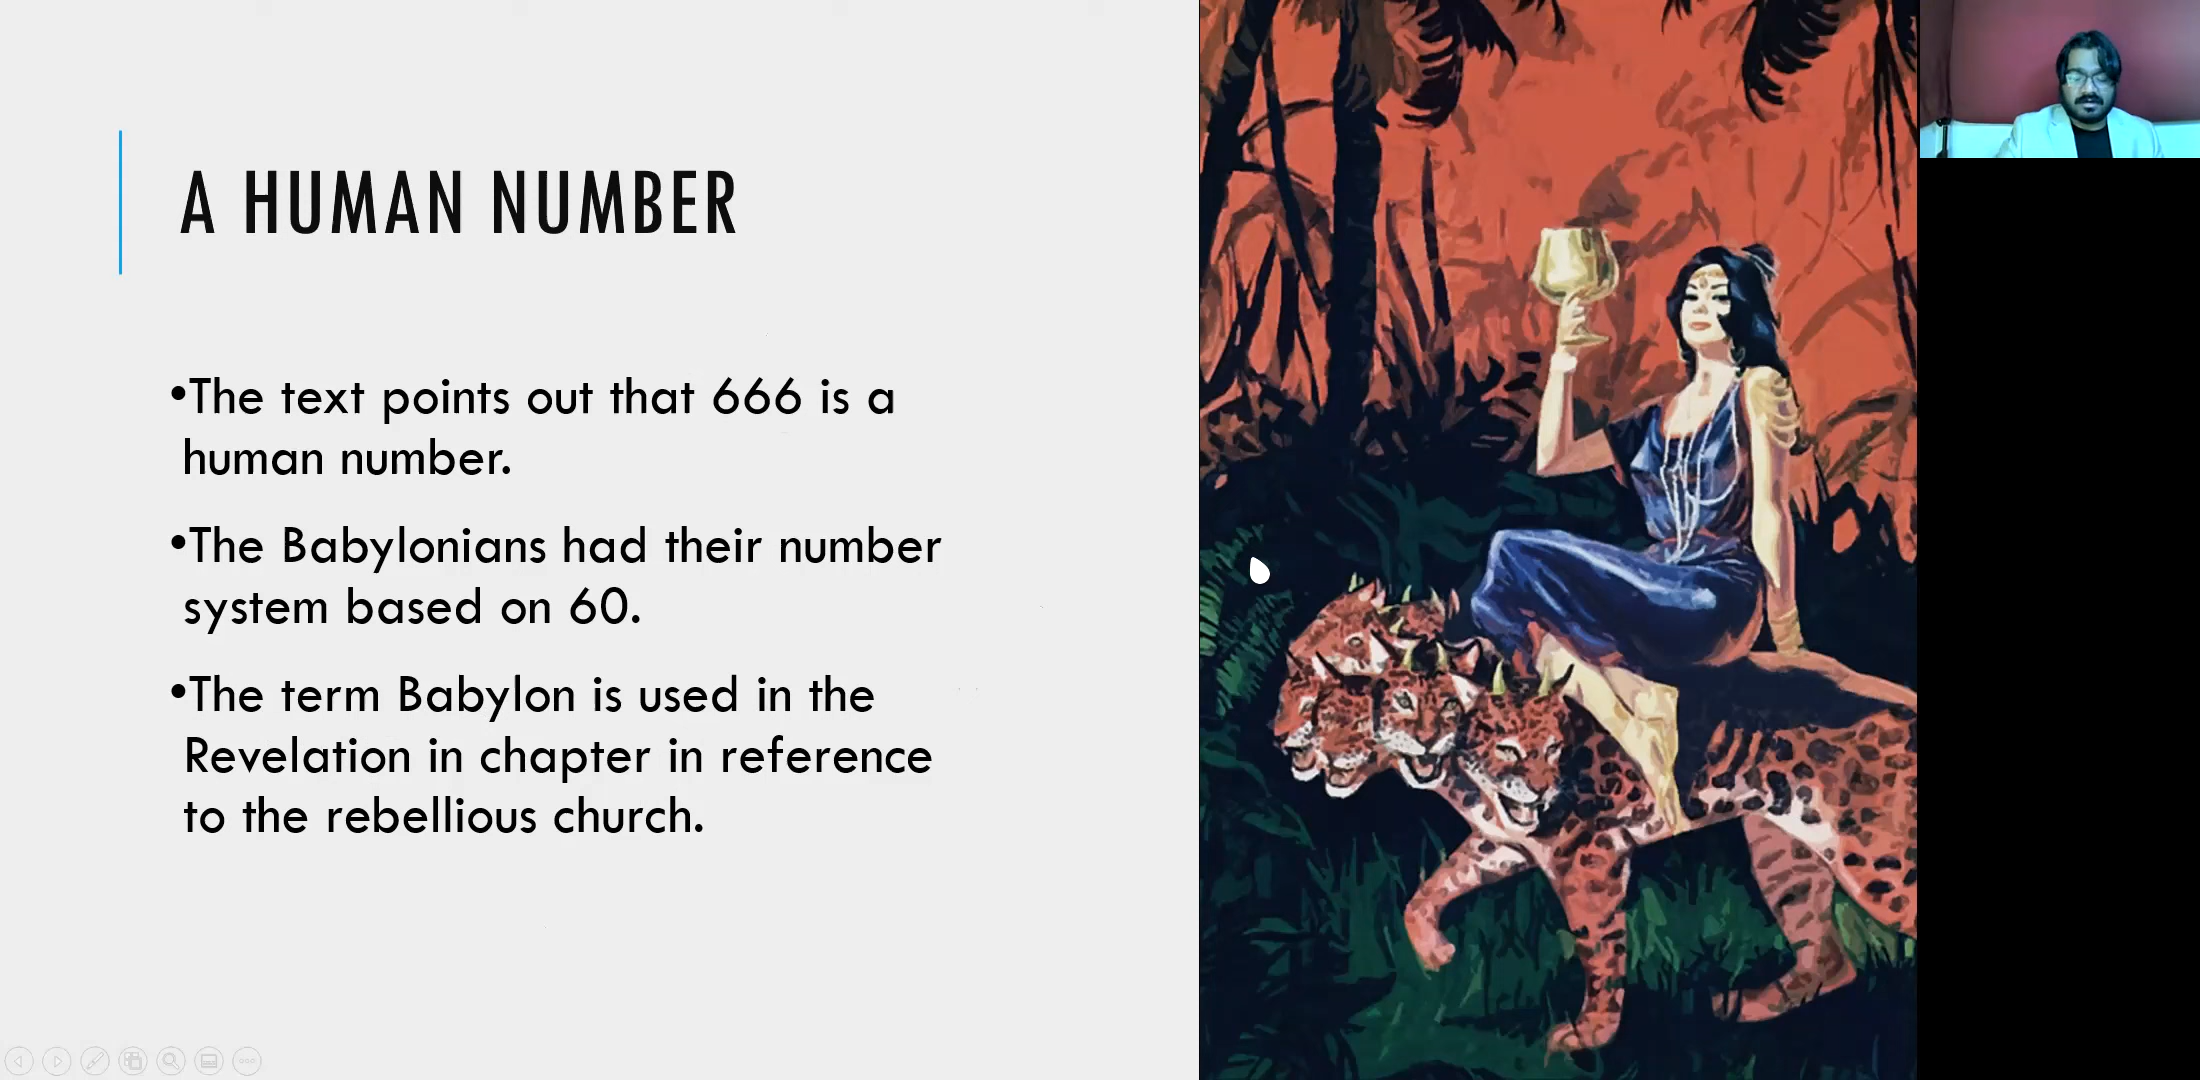 A HUMAN NUMBER
•The text points out that 666 is a
human number.
•The Babylonians had their number
system based on 60.
•The term Babylon is used in the
Revelation in chapter in reference
to the rebellious church.